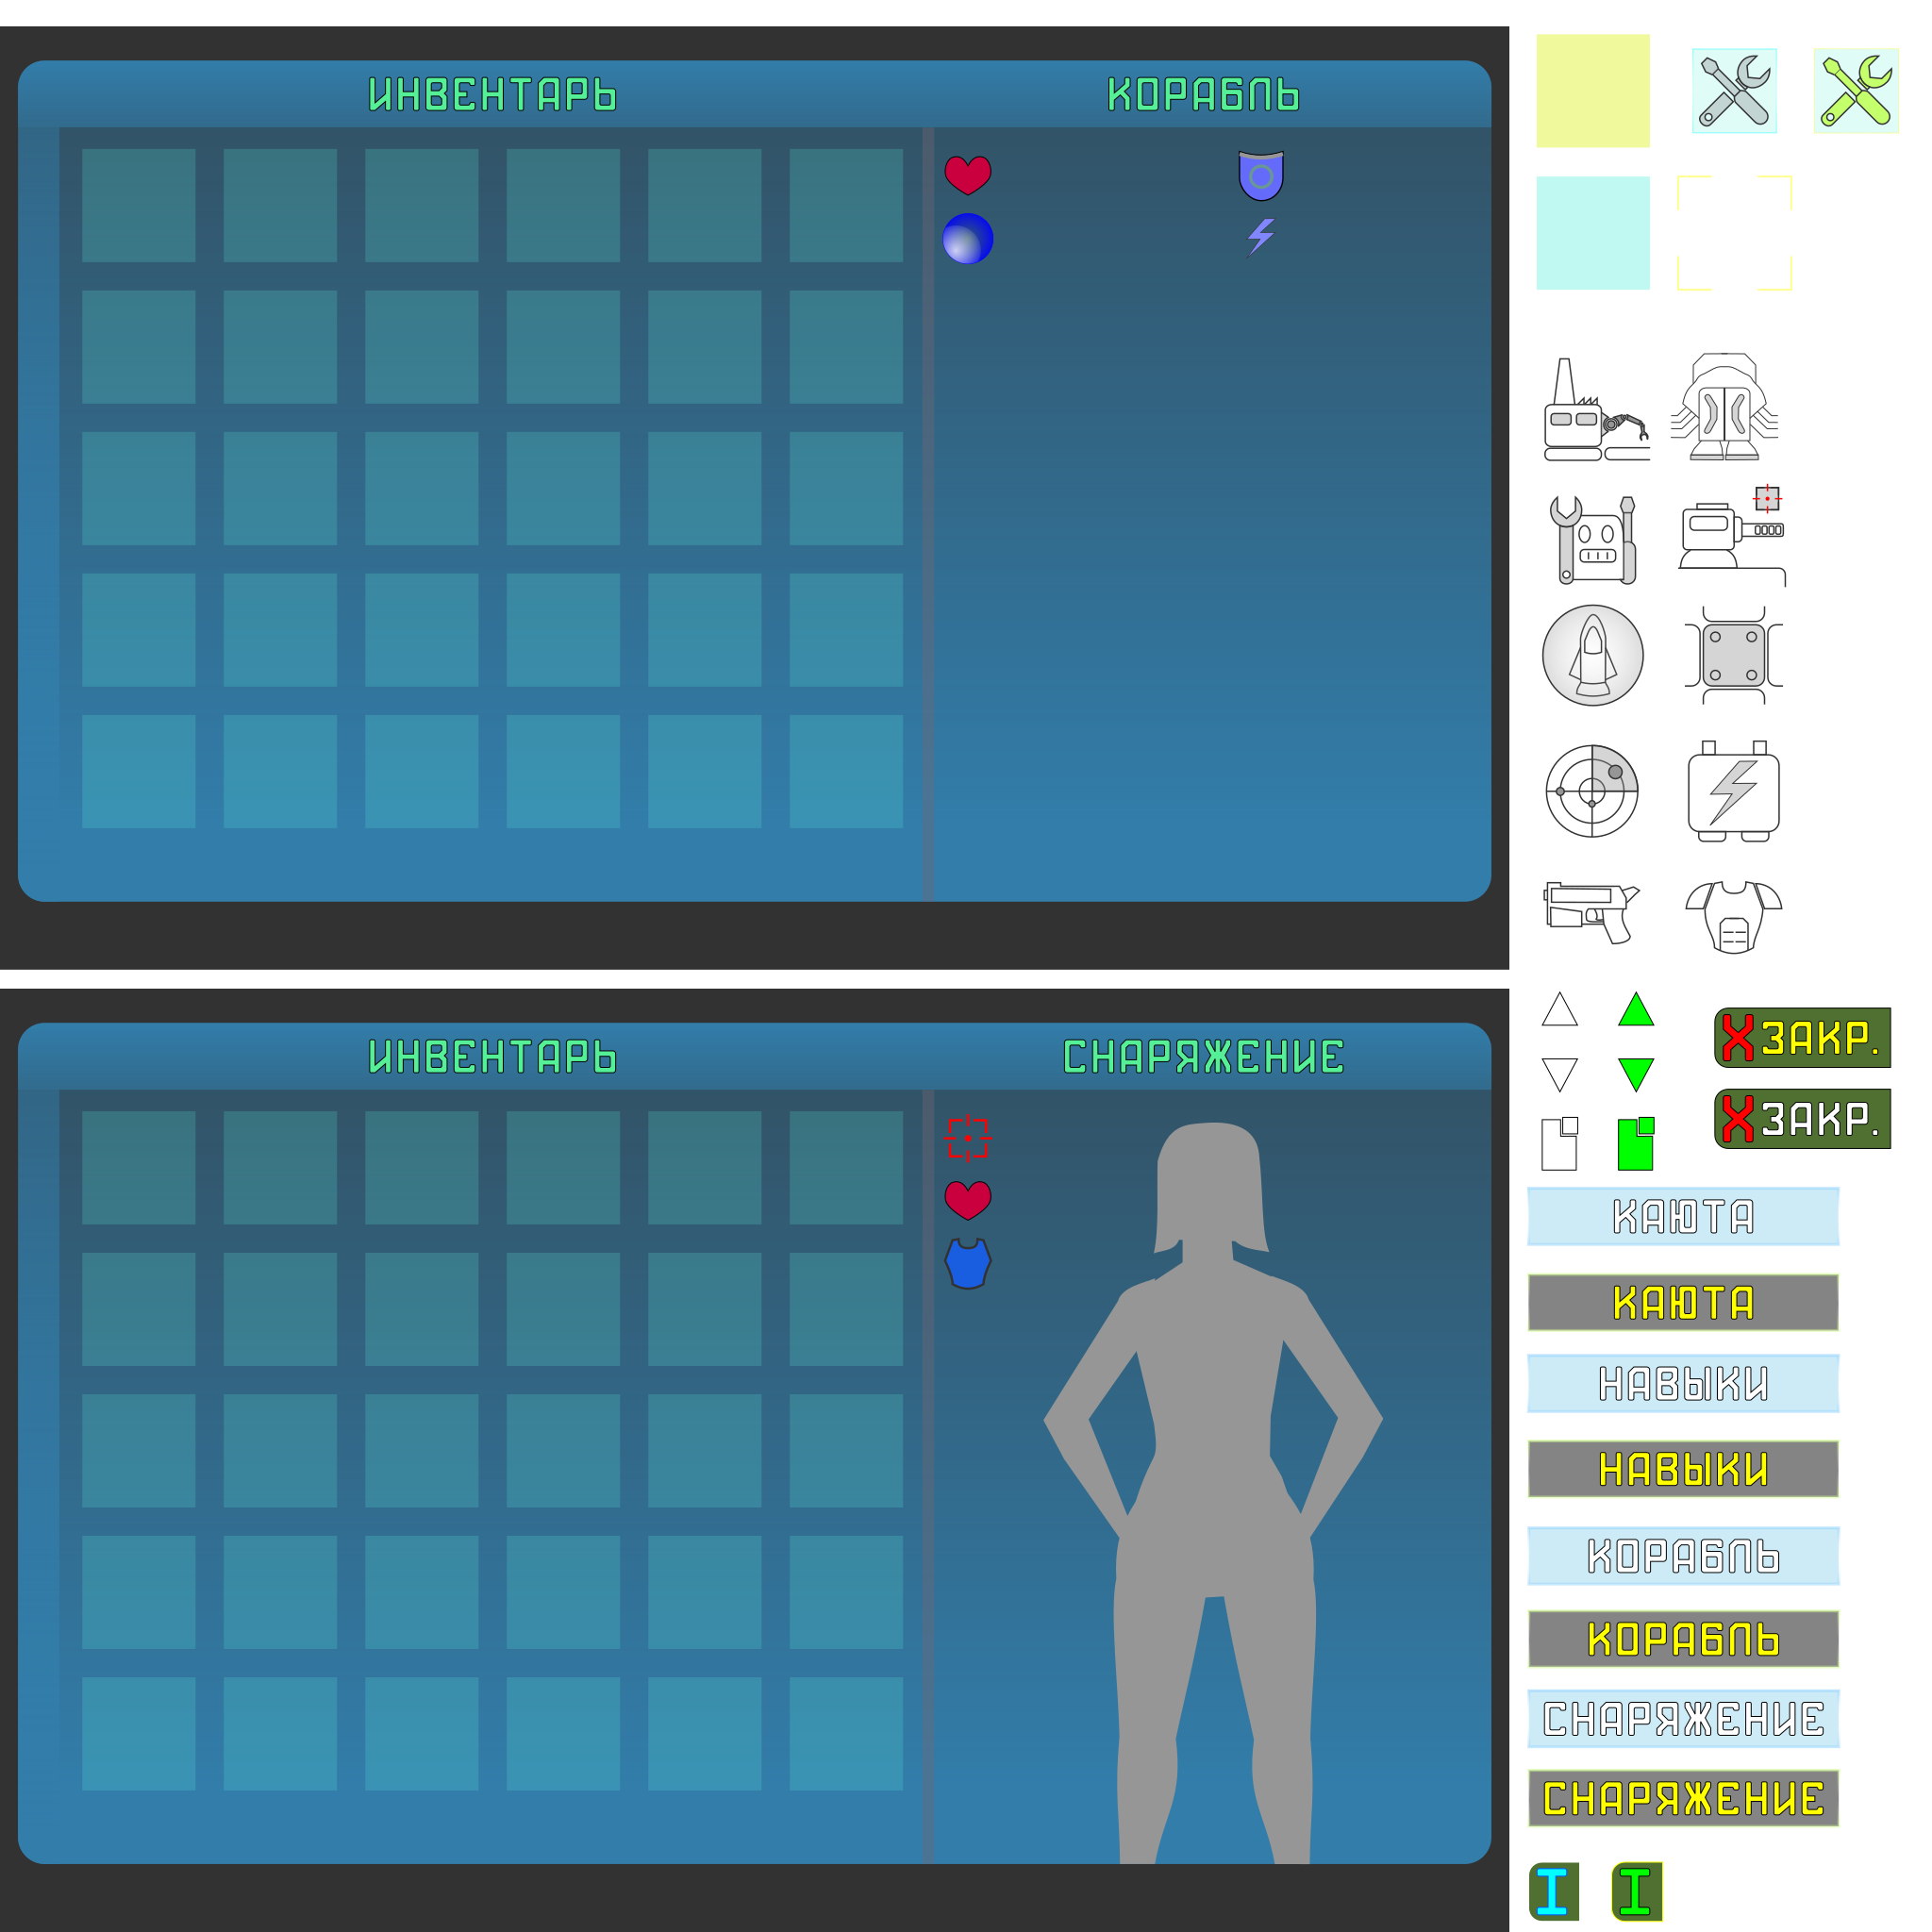 ИНВЕНТАРЬ
КОРАБЛЬ
ИНВЕНТАРЬ
СНАРЯЖЕНИЕ
X ЗАКР.
X ЗАКР.
КАЮТА
КАЮТА
НАВЫКИ
НАВЫКИ
КОРАБЛЬ
КОРАБЛЬ
СНАРЯЖЕНИЕ
СНАРЯЖЕНИЕ
I
I